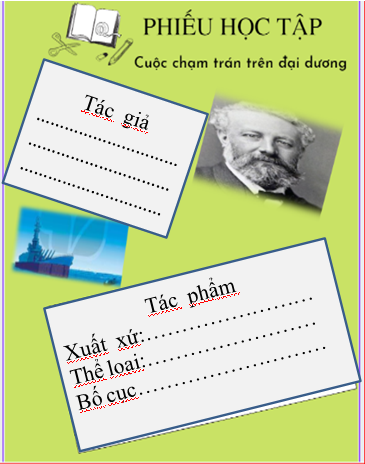 PHIẾU HỌC TẬP
Cuộc chạm trán trên đại dương
Tác giả
.............................
.............................
.............................
Tác phẩm
Xuất xứ:.............................
Thể loại:.............................
Bố cục.............................